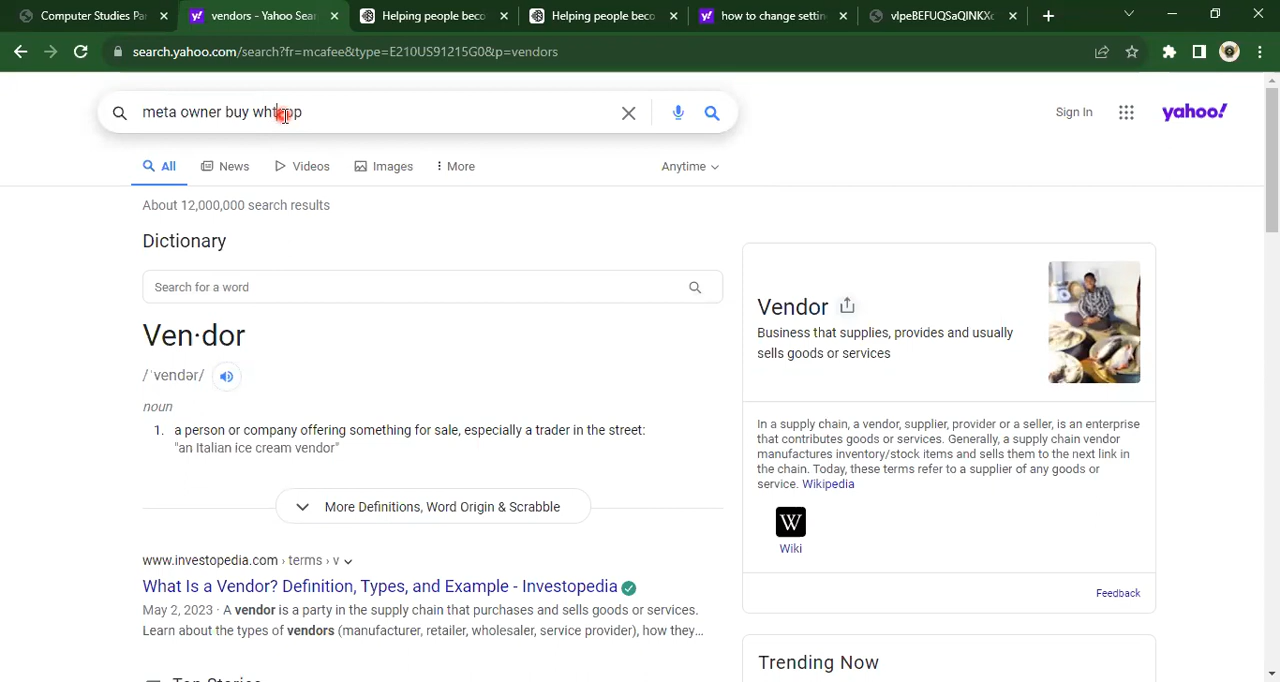 Computer Studies Pa
vendors - Yahoo Sear
Helping people beco
Helping people beco
how to change settin
search.yahoo.com/search?fr=mcafee&type=E210US91215G0&p=vendors
meta owner buy
Sign In
yahoo!
All
News
Videos
Images
More
Anytime
About 12,000,000 search results
Dictionary
Search for a word
Ven·dor
/ˈvendər/
noun
1. a person or company offering something for sale, especially a trader in the street:
"an Italian ice cream vendor"
More Definitions, Word Origin & Scrabble
www.investopedia.com › terms › v
What Is a Vendor? Definition, Types, and Example - Investopedia
May 2, 2023 · A vendor is a party in the supply chain that purchases and sells goods or services.
Learn about the types of vendors (manufacturer, retailer, wholesaler, service provider), how they...
Vendor
Business that supplies, provides and usually
sells goods or services
In a supply chain, a vendor, supplier, provider or a seller, is an enterprise
that contributes goods or services. Generally, a supply chain vendor
manufactures inventory/stock items and sells them to the next link in
the chain. Today, these terms refer to a supplier of any goods or
service. Wikipedia
W
Wiki
Feedback
Trending Now